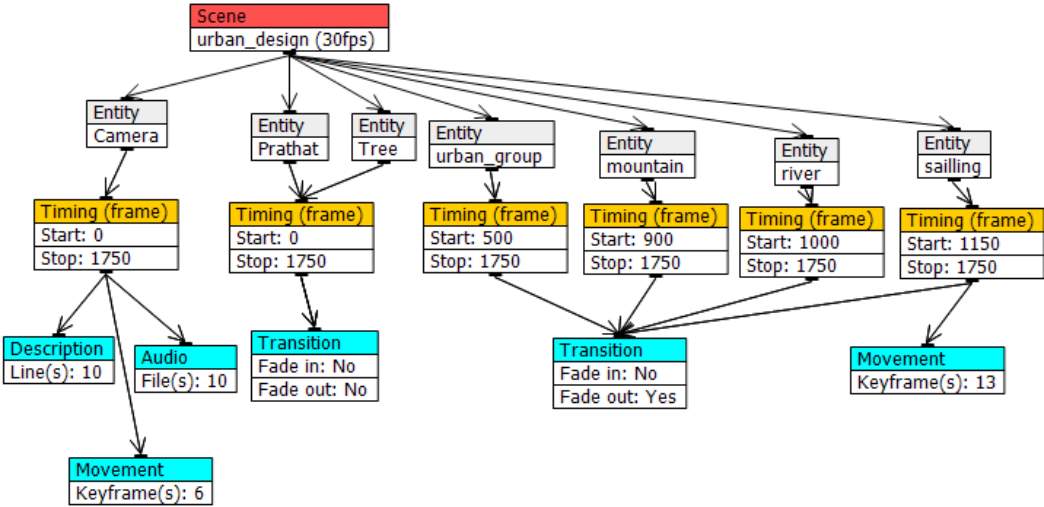 Scene
urban_design (30fps)
Entity
Camera
Entity
Prathat
Entity
Tree
Entity
urban_group
Entity
mountain
Entity
river
Entity
sailling
Timing (frame)
Start: 0
Stop: 1750
Timing (frame)
Start: 0
Stop: 1750
Timing (frame)
Start: 500
Stop: 1750
Timing (frame)
Start: 900
Stop: 1750
Timing (frame)
Start: 1000
Stop: 1750
Timing (frame)
Start: 1150
Stop: 1750
Description
Line(s): 10
Audio
File(s): 10
Transition
Fade in: No
Fade out: No
Transition
Fade in: No
Fade out: Yes
Movement
Keyframe(s): 13
Movement
Keyframe(s): 6